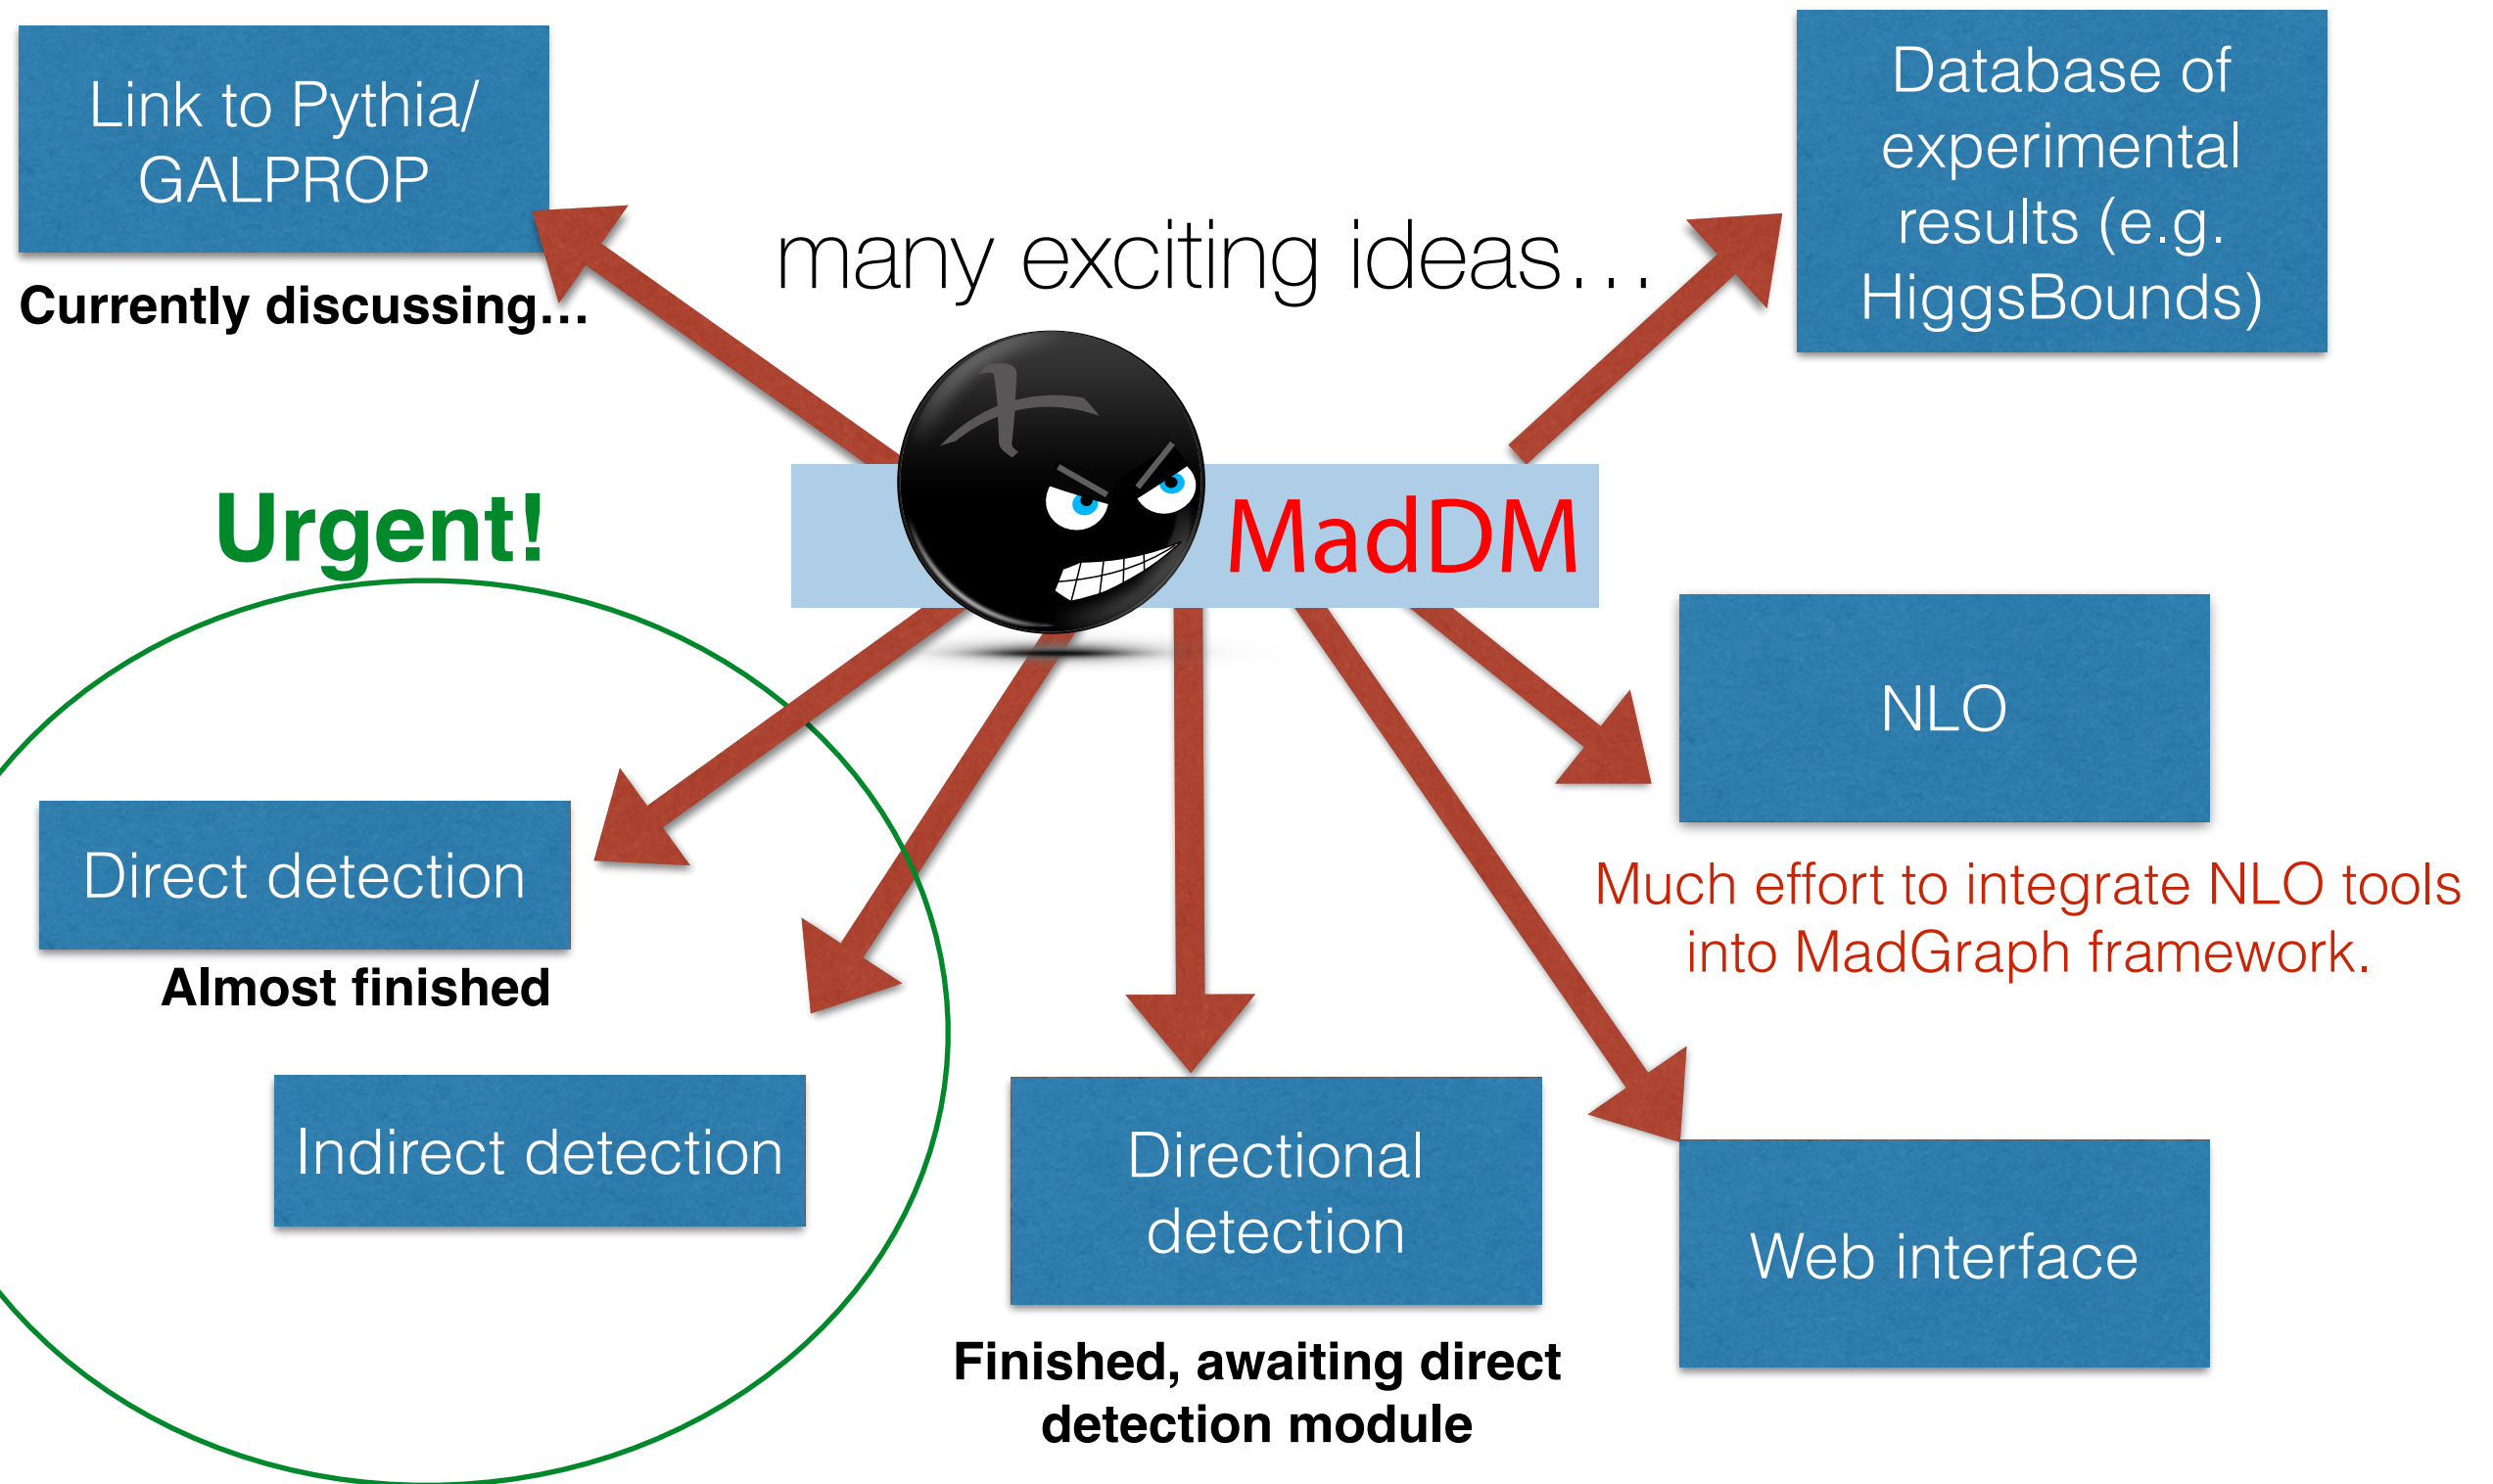 Link to Pythia/
GALPROP
Currently discussing…
many exciting ideas…
Database of
experimental
results (e.g.
HiggsBounds)
Urgent!
MadDM
NLO
Much effort to integrate NLO tools
into MadGraph framework.
Direct detection
Almost finished
Indirect detection
Directional
detection
Finished, awaiting direct
detection module
Web interface